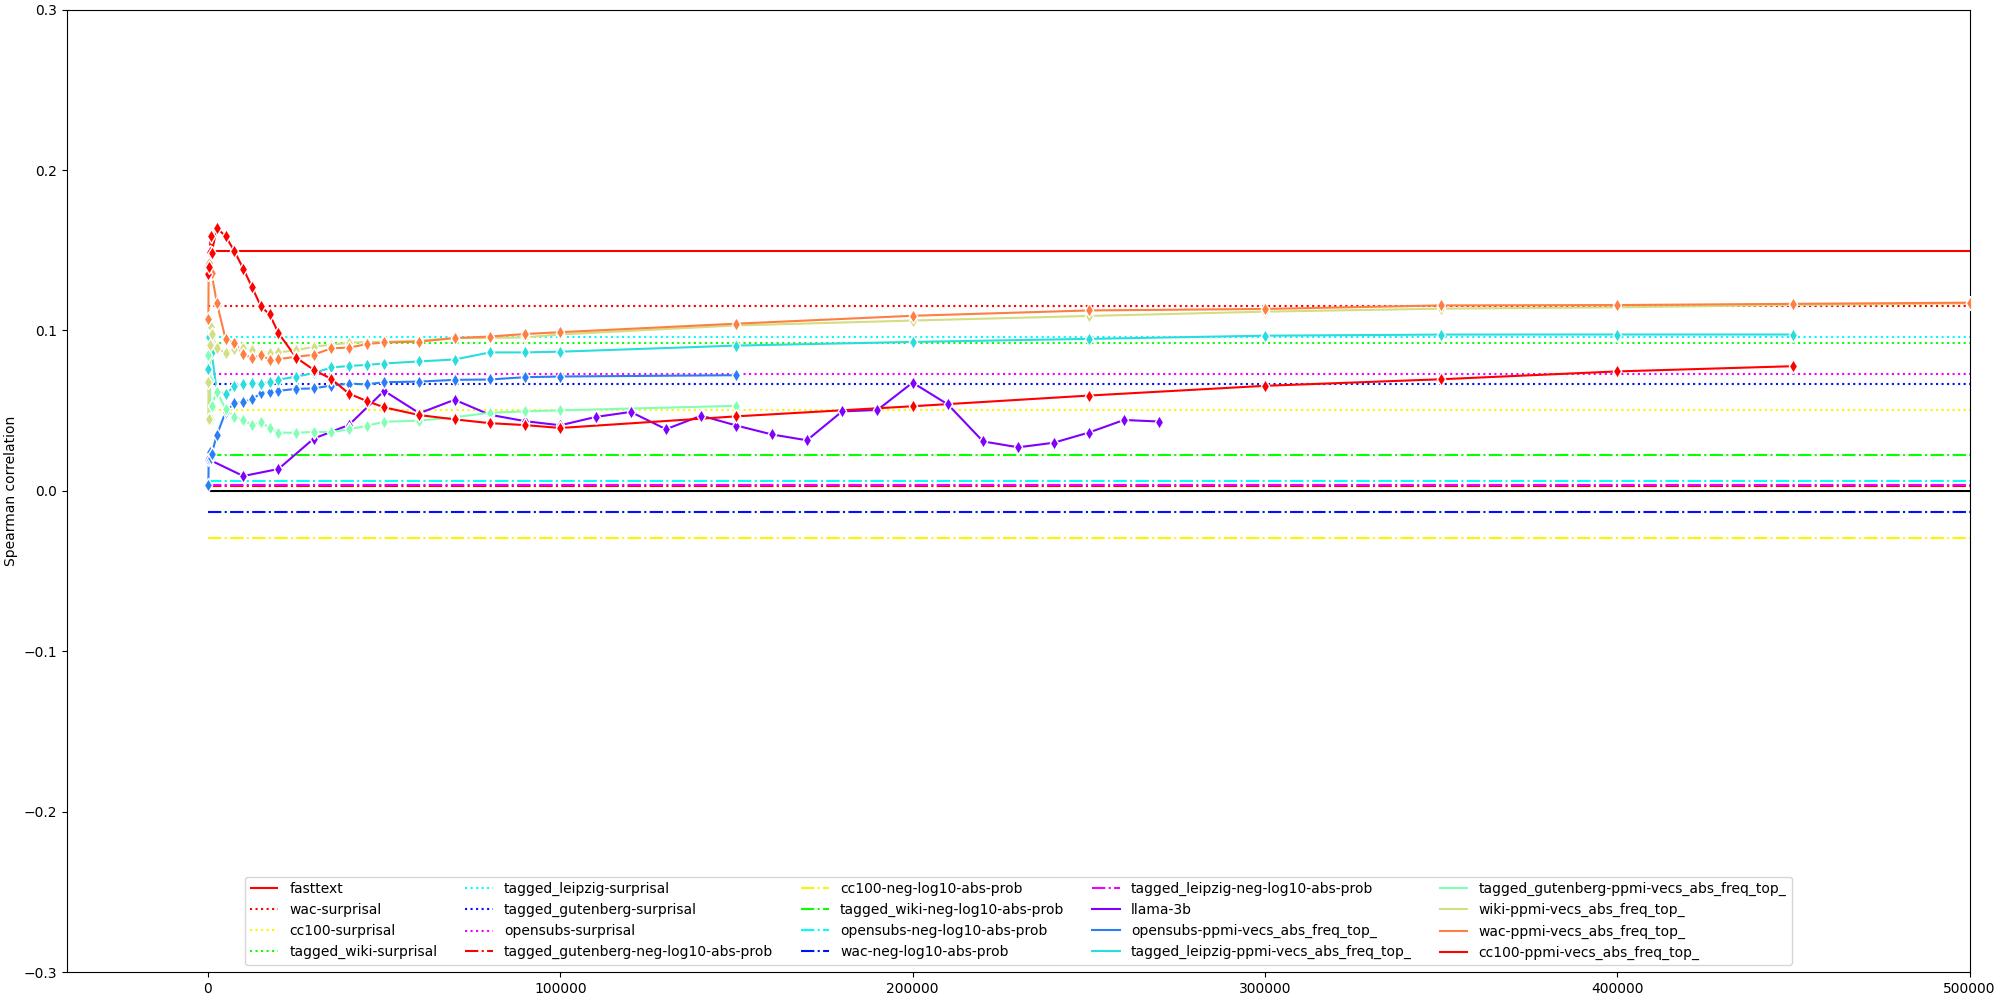 0.3
0.2
0.1
0.0
−0.1
−0.2
−0.3
Spearman correlation
0 100000 200000 300000 400000 500000
fasttext
wac-surprisal
cc100-surprisal
tagged_wiki-surprisal
tagged_leipzig-surprisal
tagged_gutenberg-surprisal
opensubs-surprisal
tagged_gutenberg-neg-log10-abs-prob
cc100-neg-log10-abs-prob
tagged_wiki-neg-log10-abs-prob
opensubs-neg-log10-abs-prob
wac-neg-log10-abs-prob
tagged_leipzig-neg-log10-abs-prob
llama-3b
opensubs-ppmi-vecs_abs_freq_top_
tagged_leipzig-ppmi-vecs_abs_freq_top_
tagged_gutenberg-ppmi-vecs_abs_freq_top_
wiki-ppmi-vecs_abs_freq_top_
wac-ppmi-vecs_abs_freq_top_
cc100-ppmi-vecs_abs_freq_top_